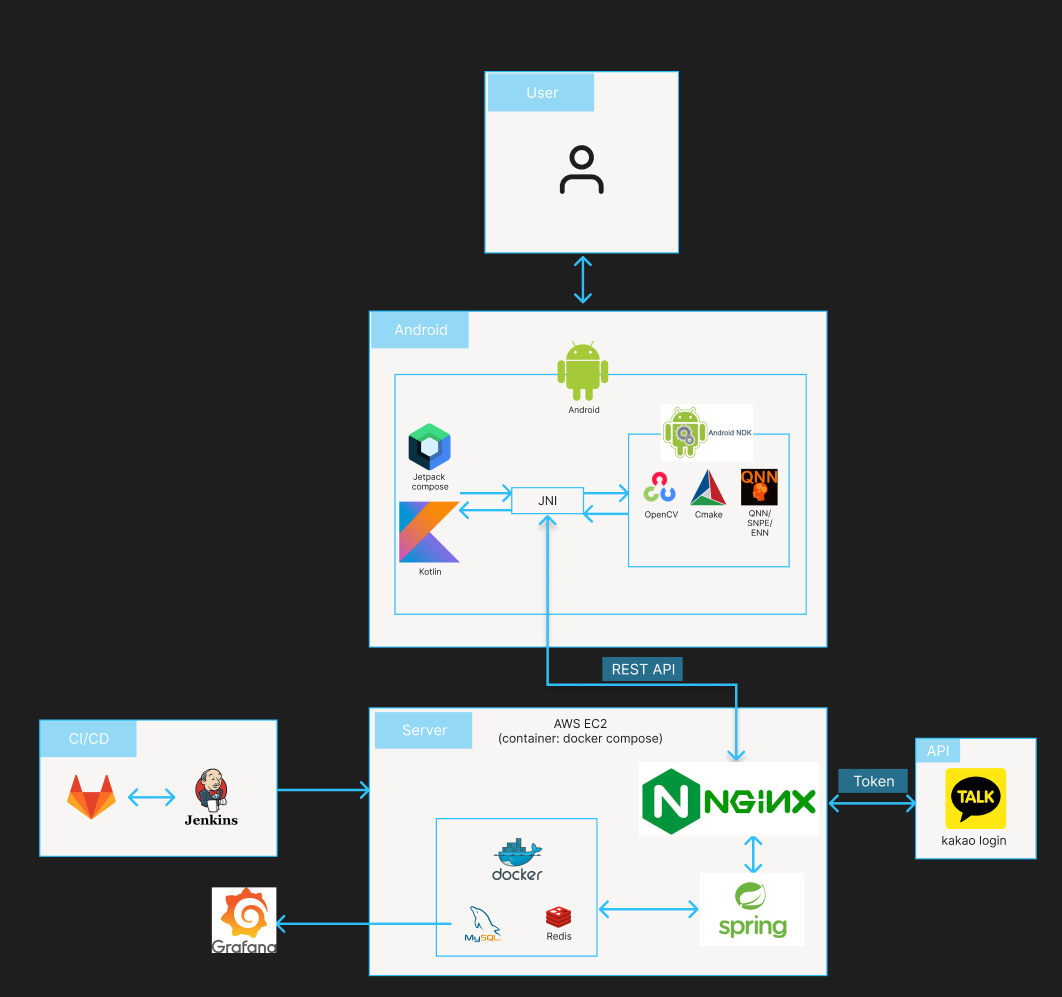 User
Android
Android
Android NDK
Jetpack
compose
JNI
QNN
OpenCV
Cmake
QNN/
SNPE/
ENN
Kotlin
REST API
CI/CD
Jenkins
Server
AWS EC2
(container: docker compose)
NGINX
Token
API
TALK
kakao login
docker
MySQL
Redis
spring
Grafana